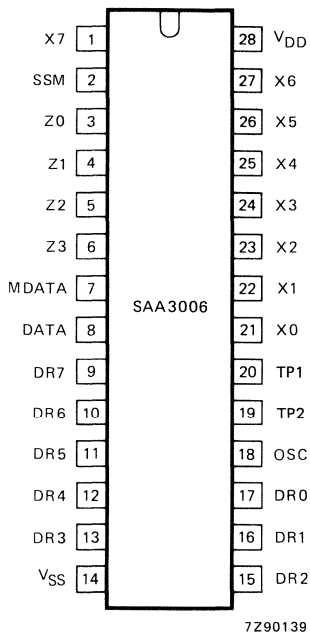 X7 1 28 VDD
SSM 2 27 X6
Z0 3 26 X5
Z1 4 25 X4
Z2 5 24 X3
Z3 6 23 X2
MDATA 7 22 X1
SAA3006
DATA 8 21 X0
DR7 9 20 TP1
DR6 10 19 TP2
DR5 11 18 OSC
DR4 12 17 DR0
DR3 13 16 DR1
VSS 14 15 DR2
7Z90139